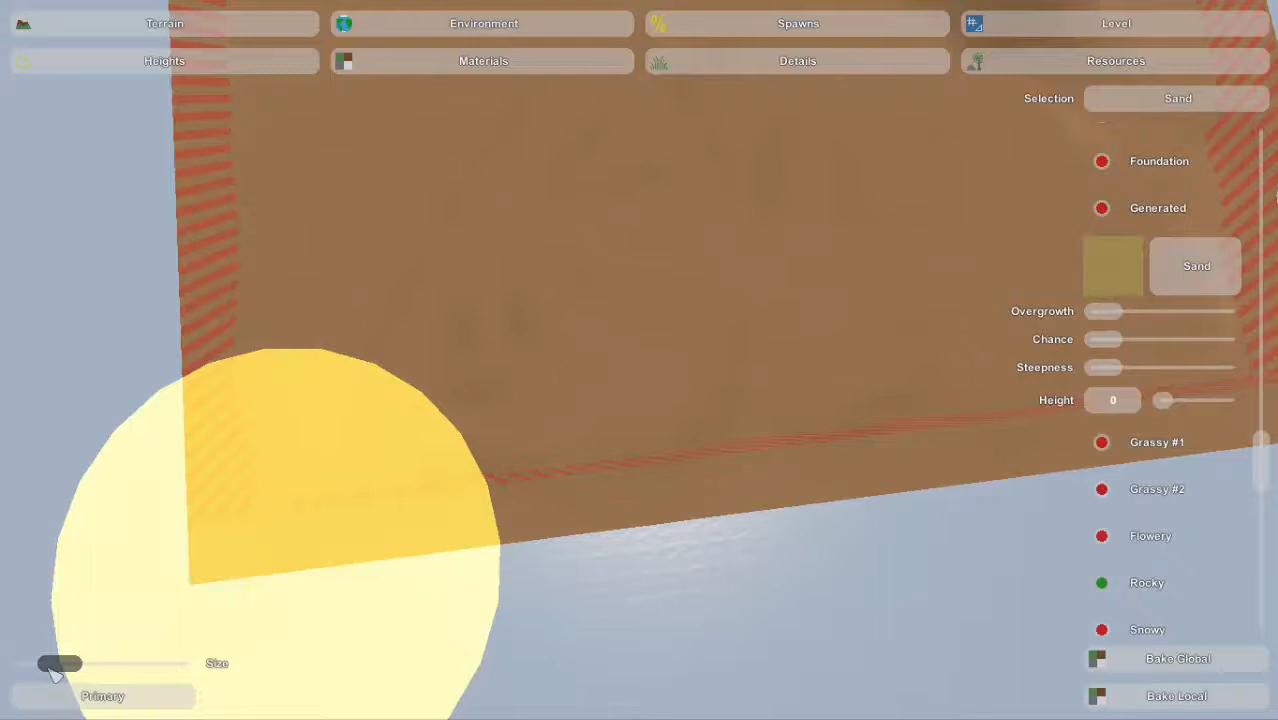 Terrain
Environment
Spawns
Level
Heights
Materials
Details
Resources
Selection
Sand
Foundation
Generated
Sand
Overgrowth
Chance
Steepness
Height
0
Grassy #1
Grassy #2
Flowery
Rocky
Snowy
Size
Bake Global
Primary
Bake Local